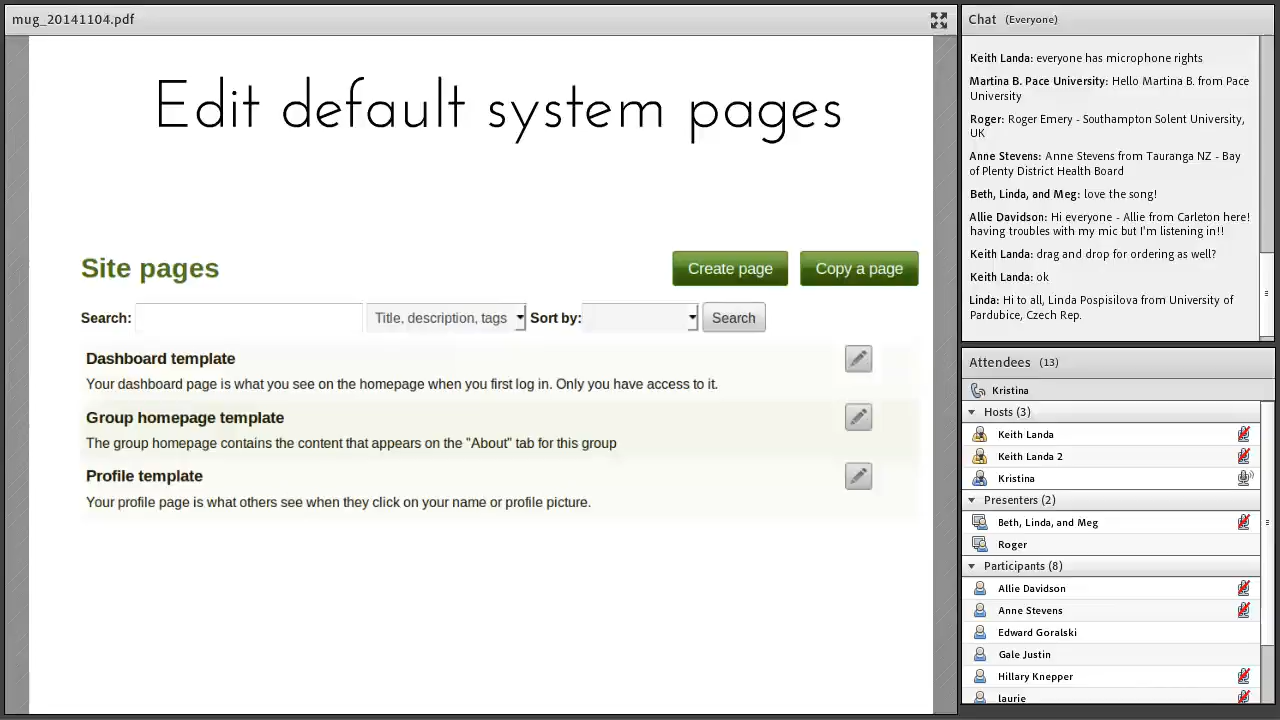 mug_20141104.pdf
Edit default system pages
Site pages
Create page
Copy a page
Search:
Title, description, tags
Sort by:
Search
Dashboard template
Your dashboard page is what you see on the homepage when you first log in. Only you have access to it.
Group homepage template
The group homepage contains the content that appears on the "About" tab for this group
Profile template
Your profile page is what others see when they click on your name or profile picture.
Chat (Everyone)
Keith Landa: everyone has microphone rights
Martina B. Pace University: Hello Martina B. from Pace
University
Roger: Roger Emery - Southampton Solent University,
UK
Anne Stevens: Anne Stevens from Tauranga NZ - Bay
of Plenty District Health Board
Beth, Linda, and Meg: love the song!
Allie Davidson: Hi everyone - Allie from Carleton here!
having troubles with my mic but I'm listening in!!
Keith Landa: drag and drop for ordering as well?
Keith Landa: ok
Linda: Hi to all, Linda Pospisilova from University of
Pardubice, Czech Rep.
Attendees (13)
Kristina
Hosts (3)
Keith Landa
Keith Landa 2
Kristina
Presenters (2)
Beth, Linda, and Meg
Roger
Participants (8)
Allie Davidson
Anne Stevens
Edward Goralski
Gale Justin
Hillary Knepper
laurie